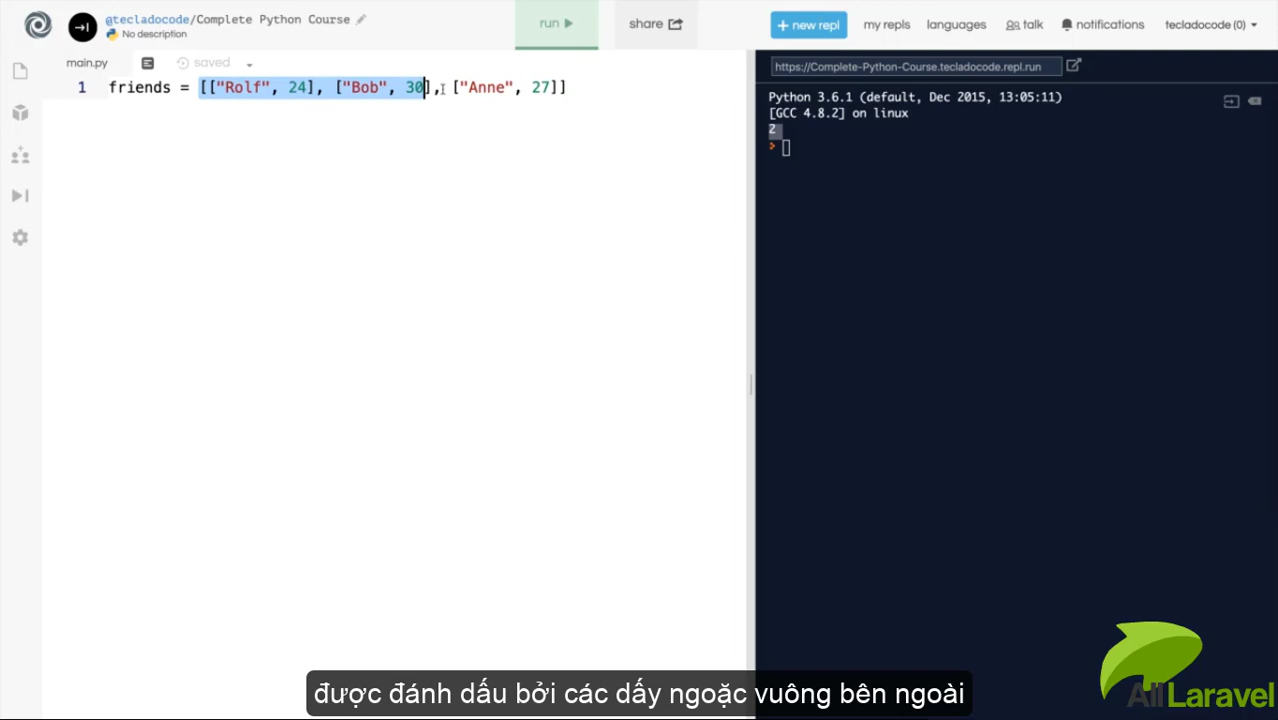 @tecladocode/Complete Python Course
No description
run
share
+ new repl
my repls
languages
talk
notifications
tecladocode (0)
main.py
saved
1 friends = [["Rolf", 24], ["Bob", 30], ["Anne", 27]]
https://Complete-Python-Course.tecladocode.repl.run
Python 3.6.1 (default, Dec 2015, 13:05:11)
[GCC 4.8.2] on linux
2
được đánh dấu bởi các dấy ngoặc vuông bên ngoài
AllLaravel